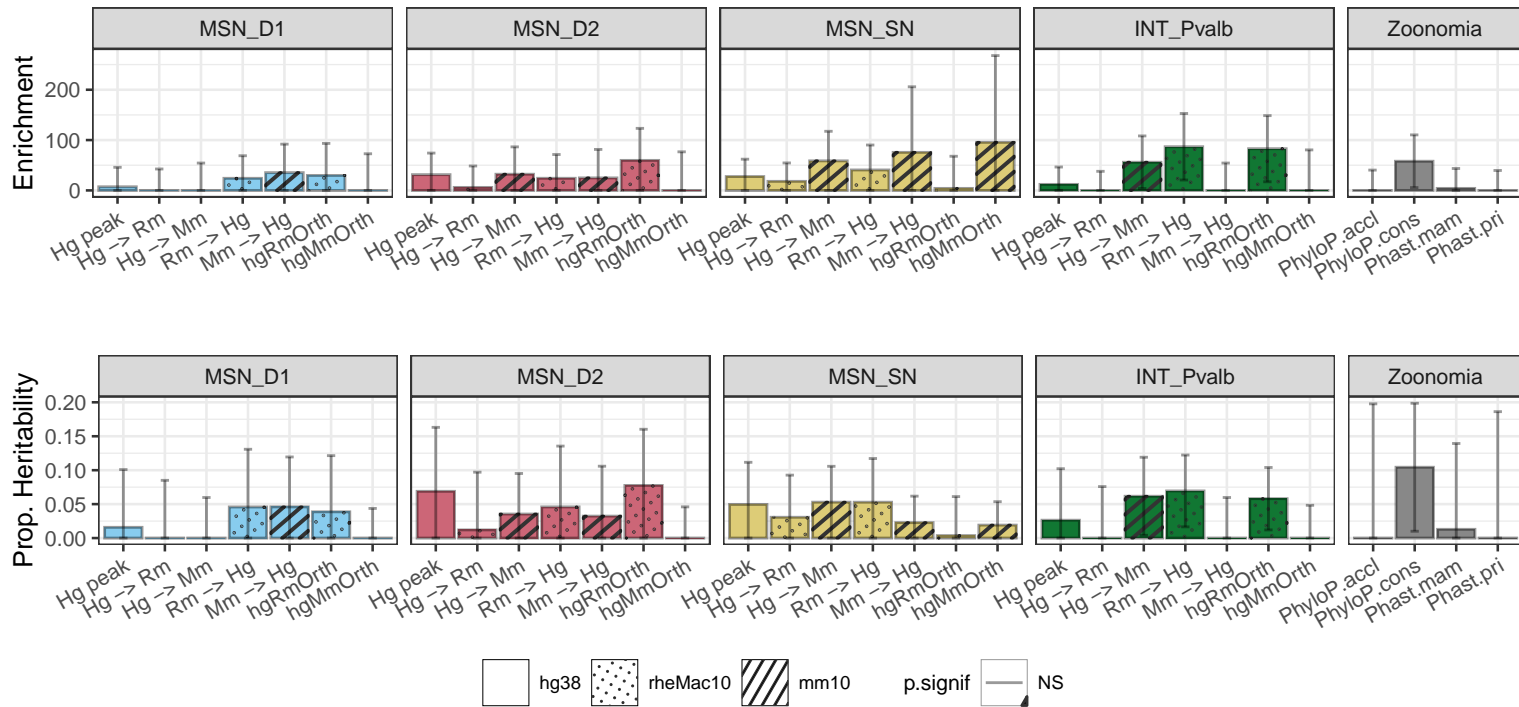 MSN_D1 MSN_D2 MSN_SN INT_Pvalb Zoonomia
Enrichment
200
100
0
Hg peak Hg -> Rm Hg -> Mm Rm -> Hg Mm -> Hg hgRmOrth hgMmOrth Hg peak Hg -> Rm Hg -> Mm Rm -> Hg Mm -> Hg hgRmOrth hgMmOrth Hg peak Hg -> Rm Hg -> Mm Rm -> Hg Mm -> Hg hgRmOrth hgMmOrth Hg peak Hg -> Rm Hg -> Mm Rm -> Hg Mm -> Hg hgRmOrth hgMmOrth PhyloP.accl PhyloP.cons Phast.mam Phast.pri
MSN_D1 MSN_D2 MSN_SN INT_Pvalb Zoonomia
Prop. Heritability
0.20
0.15
0.10
0.05
0.00
Hg peak Hg -> Rm Hg -> Mm Rm -> Hg Mm -> Hg hgRmOrth hgMmOrth Hg peak Hg -> Rm Hg -> Mm Rm -> Hg Mm -> Hg hgRmOrth hgMmOrth Hg peak Hg -> Rm Hg -> Mm Rm -> Hg Mm -> Hg hgRmOrth hgMmOrth Hg peak Hg -> Rm Hg -> Mm Rm -> Hg Mm -> Hg hgRmOrth hgMmOrth PhyloP.accl PhyloP.cons Phast.mam Phast.pri
hg38 rheMac10 mm10 p.signif NS